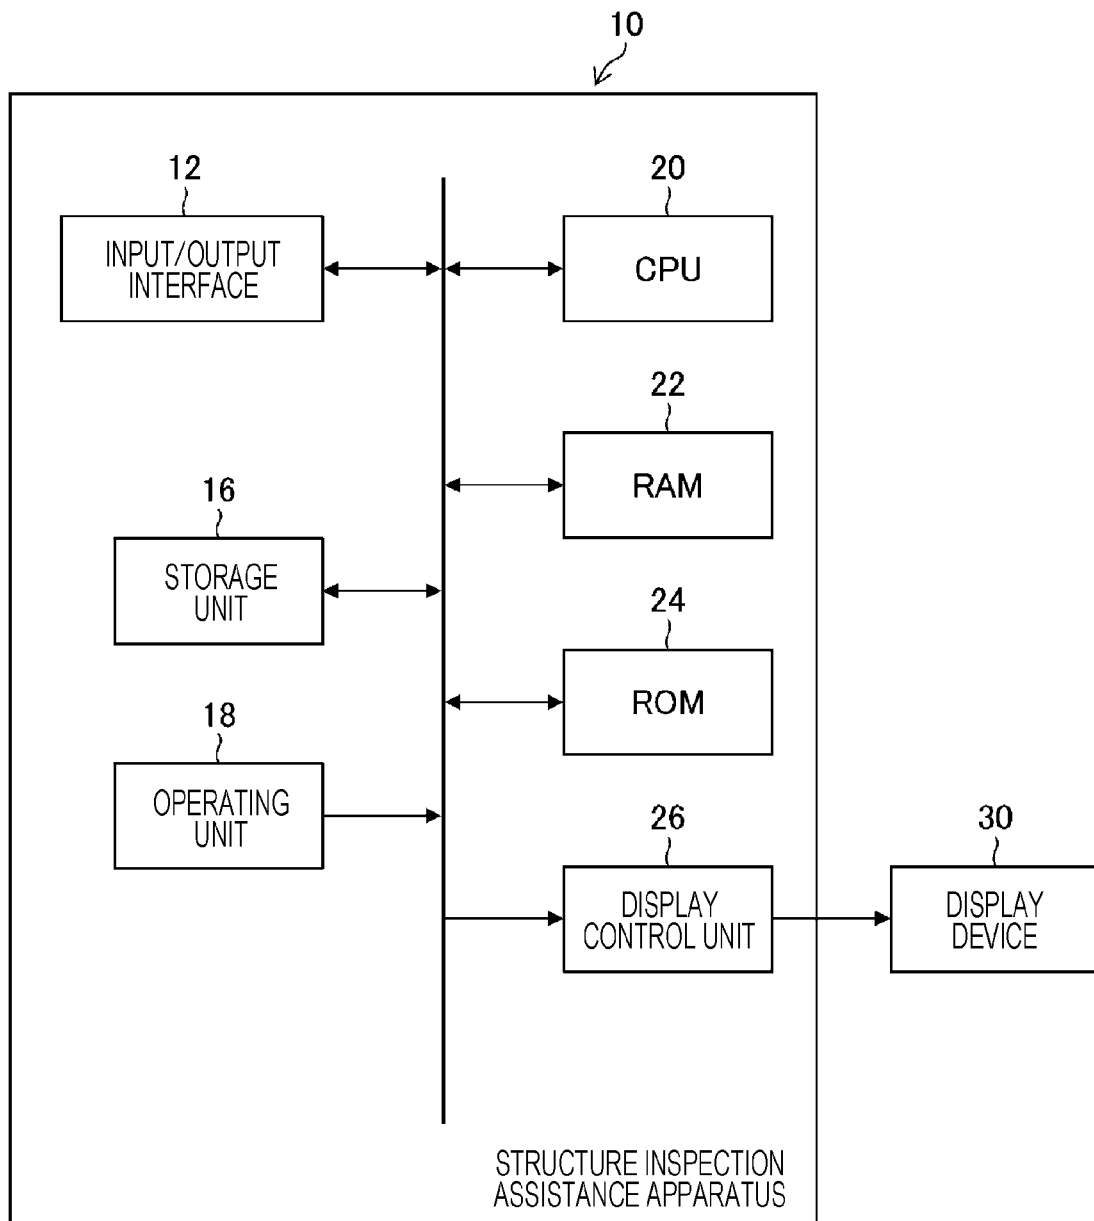 10
12
INPUT/OUTPUT
INTERFACE
20
CPU
22
RAM
16
STORAGE
UNIT
24
ROM
18
OPERATING
UNIT
26
DISPLAY
CONTROL UNIT
30
DISPLAY
DEVICE
STRUCTURE INSPECTION
ASSISTANCE APPARATUS